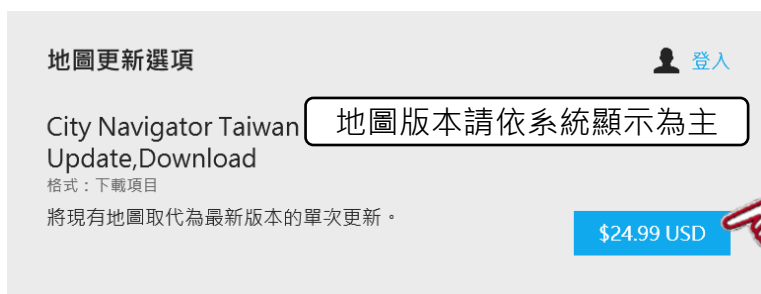 地圖更新選項
登入
City Navigator Taiwan
地圖版本請依系統顯示為主
Update,Download
格式：下載項目
將現有地圖取代為最新版本的單次更新。
$24.99 USD